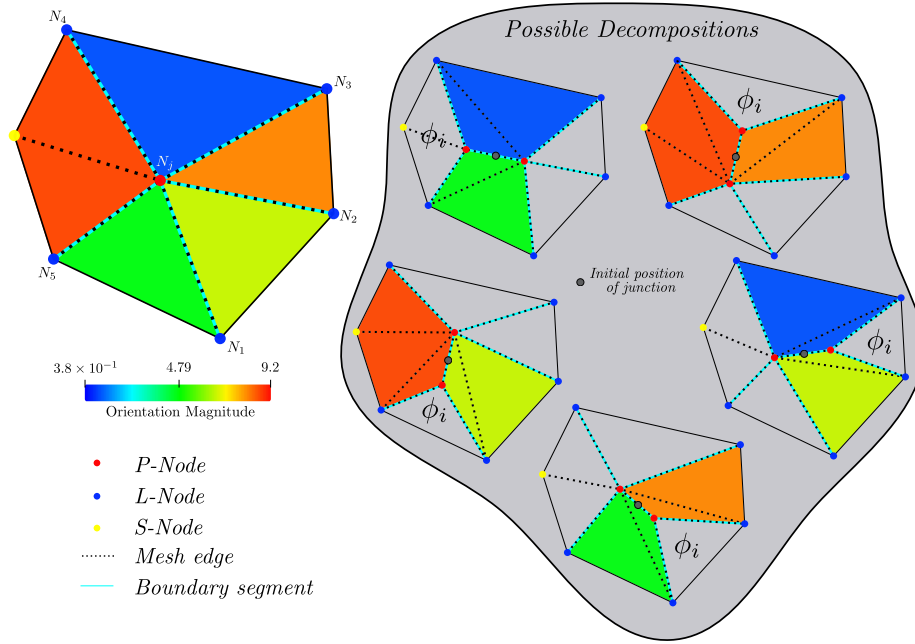 N₄
Possible Decompositions
N₃
ϕᵢ
ϕᵢ
Nᵢ
N₂
N₅
Initial position
of junction
N₁
ϕᵢ
3.8 × 10⁻¹ 4.79 9.2
Orientation Magnitude
ϕᵢ
P-Node
L-Node
S-Node
Mesh edge
Boundary segment
ϕᵢ